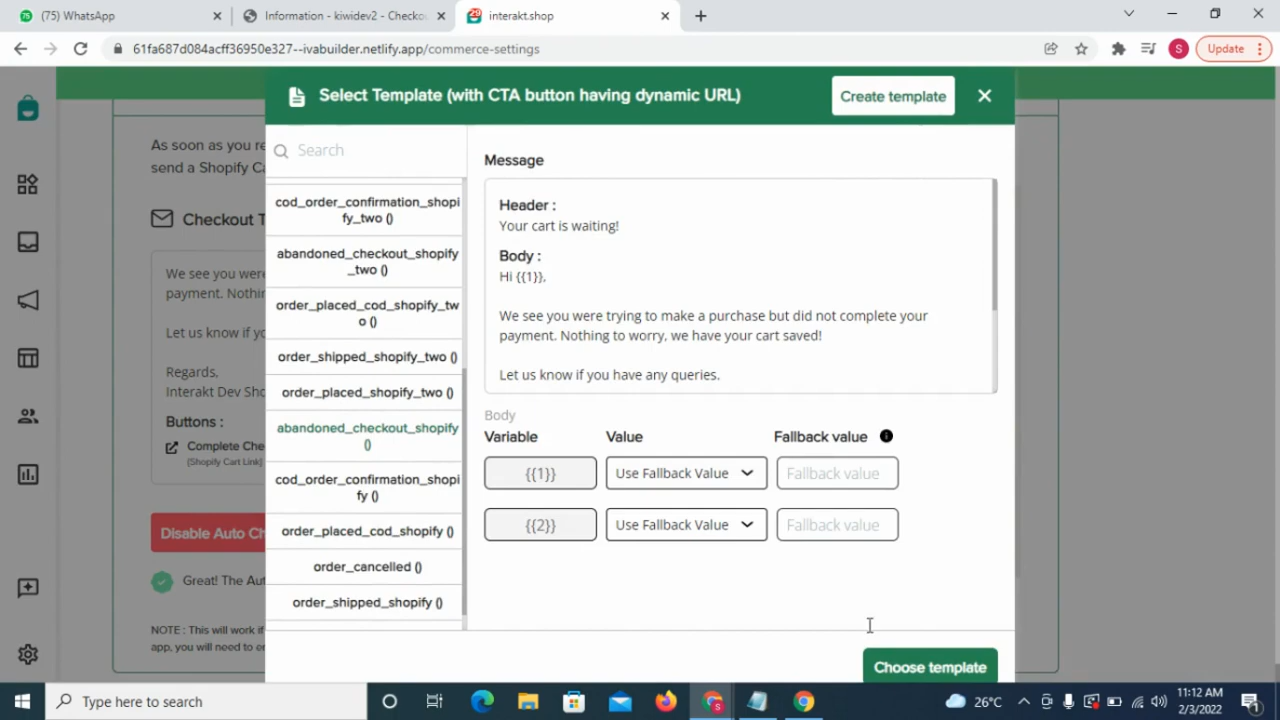 (75) WhatsApp
Information - kiwidev2 - Checkou
interakt.shop
61fa687d084acff36950e327--ivabuilder.netlify.app/commerce-settings
S
Update
Select Template (with CTA button having dynamic URL)
Create template
As soon as you re
send a Shopify Ca
Checkout T
We see you were
payment. Nothin
Let us know if yo
Regards,
Interakt Dev Sho
Buttons :
Complete Che
(Shopify Cart Link)
Disable Auto Ch
Great! The Aut
NOTE : This will work if
app, you will need to en
Search
cod_order_confirmation_shopi
fy_two ()
abandoned_checkout_shopify
_two ()
order_placed_cod_shopify_tw
o ()
order_shipped_shopify_two ()
order_placed_shopify_two ()
abandoned_checkout_shopify
()
cod_order_confirmation_shopi
fy ()
order_placed_cod_shopify ()
order_cancelled ()
order_shipped_shopify ()
Message
Header :
Your cart is waiting!
Body :
Hi {{1}},
We see you were trying to make a purchase but did not complete your
payment. Nothing to worry, we have your cart saved!
Let us know if you have any queries.
Body
Variable Value Fallback value
{{1}} Use Fallback Value Fallback value
{{2}} Use Fallback Value Fallback value
Choose template
Type here to search
26°C
11:12 AM
2/3/2022